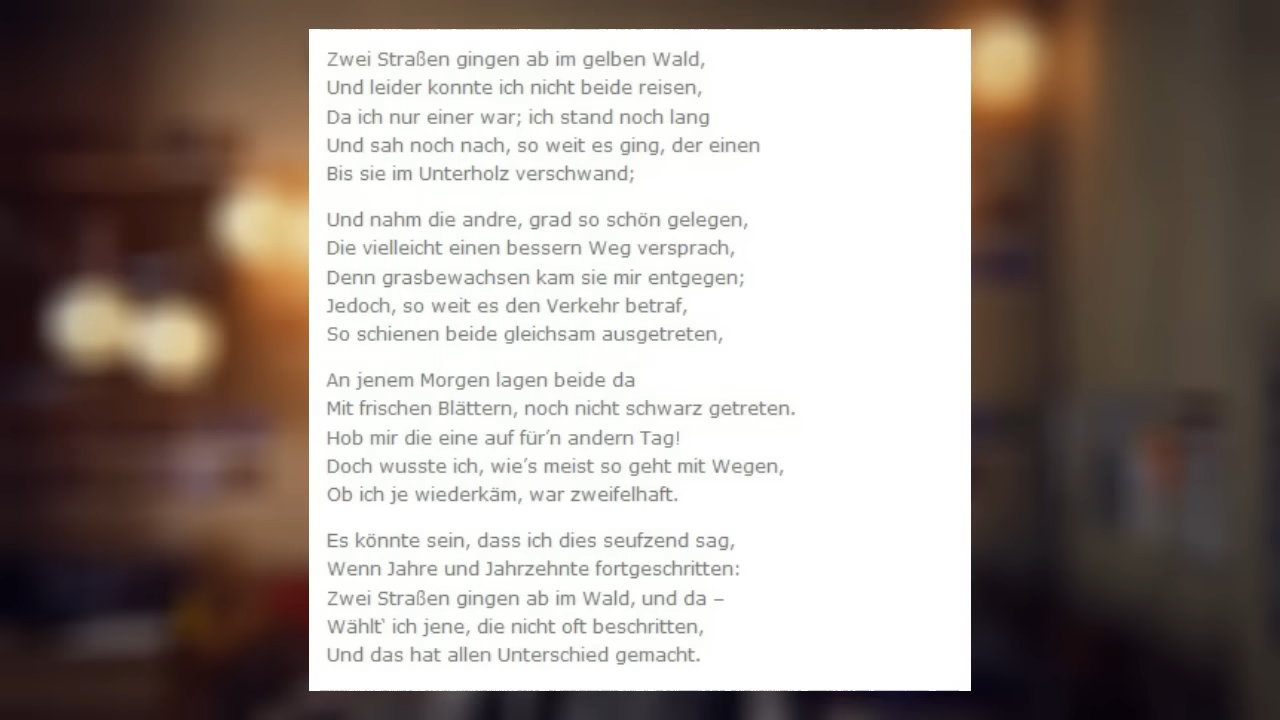 Zwei Straßen gingen ab im gelben Wald,
Und leider konnte ich nicht beide reisen,
Da ich nur einer war; ich stand noch lang
Und sah noch nach, so weit es ging, der einen
Bis sie im Unterholz verschwand;
Und nahm die andre, grad so schön gelegen,
Die vielleicht einen bessern Weg versprach,
Denn grasbewachsen kam sie mir entgegen;
Jedoch, so weit es den Verkehr betraf,
So schienen beide gleichsam ausgetreten,
An jenem Morgen lagen beide da
Mit frischen Blättern, noch nicht schwarz getreten.
Hob mir die eine auf für’n andern Tag!
Doch wusste ich, wie’s meist so geht mit Wegen,
Ob ich je wiederkäm, war zweifelhaft.
Es könnte sein, dass ich dies seufzend sag,
Wenn Jahre und Jahrzehnte fortgeschritten:
Zwei Straßen gingen ab im Wald, und da –
Wählt‘ ich jene, die nicht oft beschritten,
Und das hat allen Unterschied gemacht.